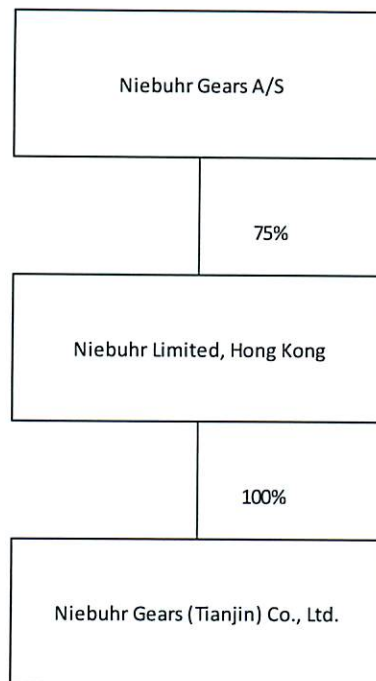 Niebuhr Gears A/S
75%
Niebuhr Limited, Hong Kong
100%
Niebuhr Gears (Tianjin) Co., Ltd.